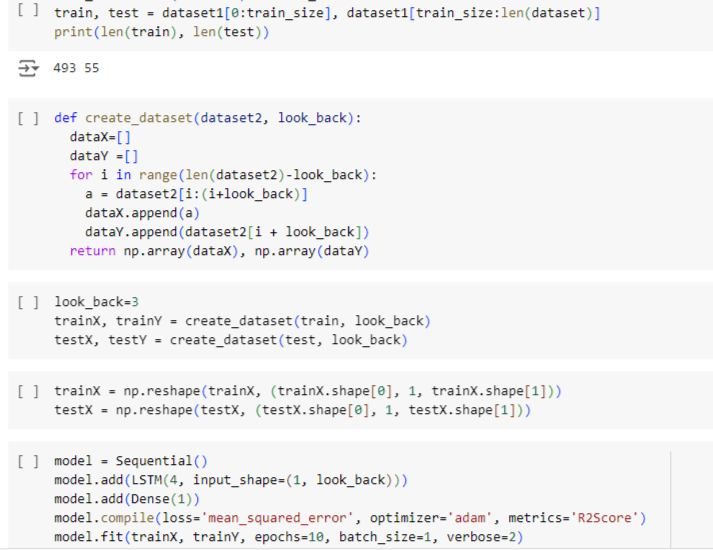 [ ] train, test = dataset1[0:train_size], dataset1[train_size:len(dataset)]
print(len(train), len(test))
493 55
[ ] def create_dataset(dataset2, look_back):
dataX=[]
dataY =[]
for i in range(len(dataset2)-look_back):
a = dataset2[i:(i+look_back)]
dataX.append(a)
dataY.append(dataset2[i + look_back])
return np.array(dataX), np.array(dataY)
[ ] look_back=3
trainX, trainY = create_dataset(train, look_back)
testX, testY = create_dataset(test, look_back)
[ ] trainX = np.reshape(trainX, (trainX.shape[0], 1, trainX.shape[1]))
testX = np.reshape(testX, (testX.shape[0], 1, testX.shape[1]))
[ ] model = Sequential()
model.add(LSTM(4, input_shape=(1, look_back)))
model.add(Dense(1))
model.compile(loss='mean_squared_error', optimizer='adam', metrics='R2Score')
model.fit(trainX, trainY, epochs=10, batch_size=1, verbose=2)